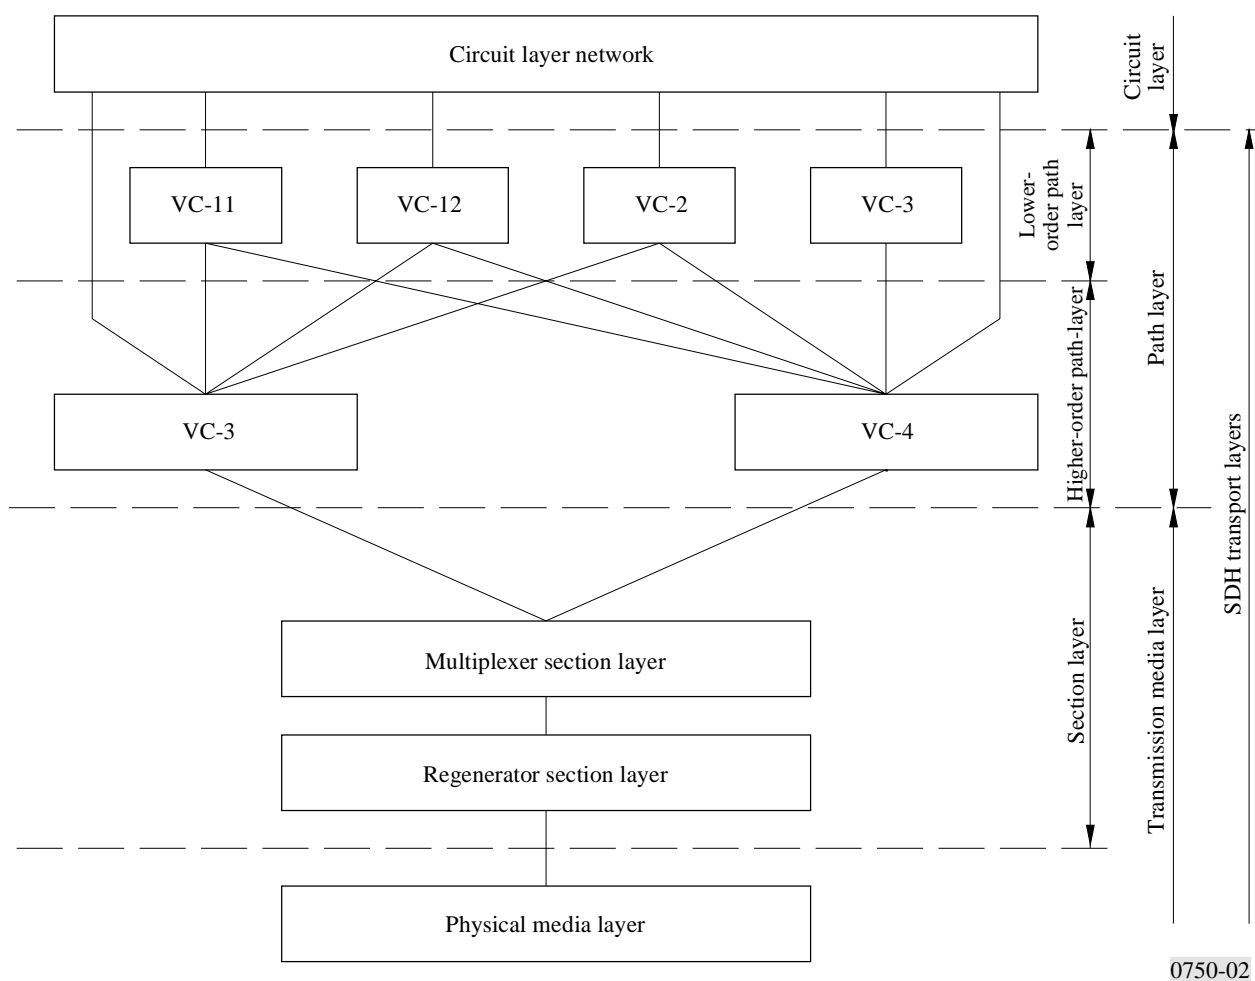 Circuit layer network
Circuit
layer
VC-11
VC-12
VC-2
VC-3
Lower-
order path
layer
Path layer
Higher-order path-layer
VC-3
VC-4
SDH transport layers
Multiplexer section layer
Section layer
Transmission media layer
Regenerator section layer
Physical media layer
0750-02